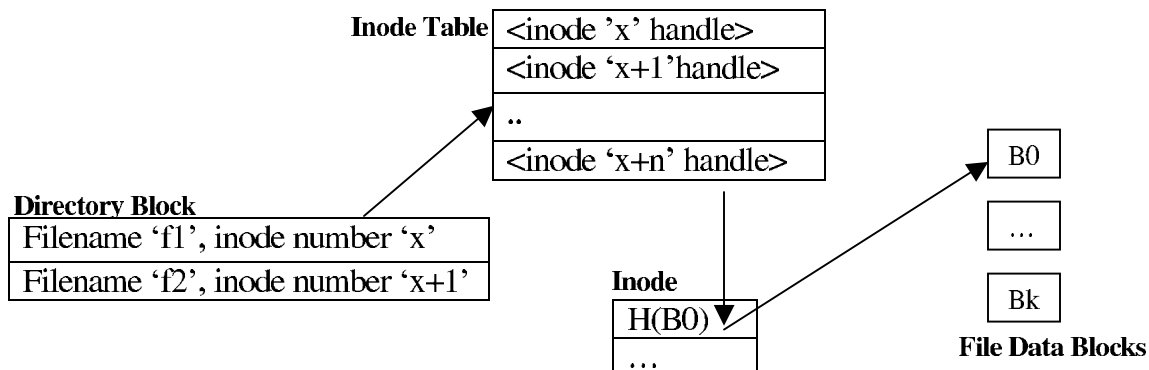 Inode Table
<inode ’x’ handle>
<inode ‘x+1’handle>
..
<inode ‘x+n’ handle>
Directory Block
Filename ‘f1’, inode number ‘x’
Filename ‘f2’, inode number ‘x+1’
Inode
H(B0)
…
B0
…
Bk
File Data Blocks